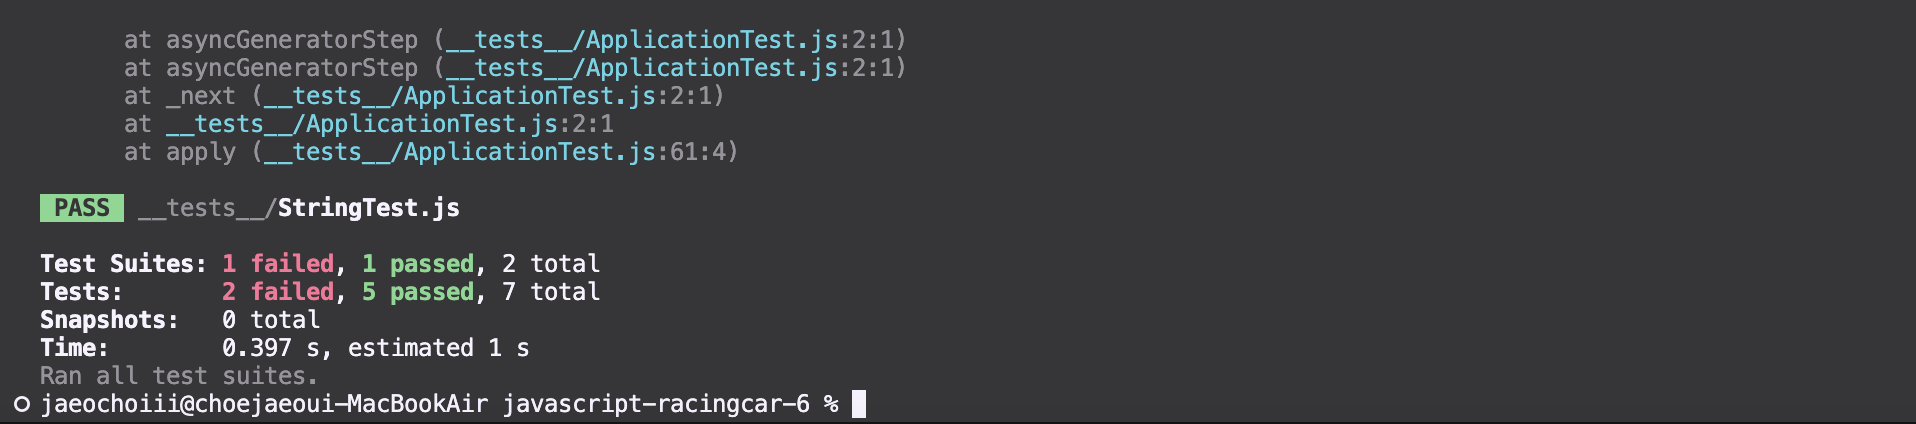 at asyncGeneratorStep (__tests__/ApplicationTest.js:2:1)
at asyncGeneratorStep (__tests__/ApplicationTest.js:2:1)
at _next (__tests__/ApplicationTest.js:2:1)
at __tests__/ApplicationTest.js:2:1
at apply (__tests__/ApplicationTest.js:61:4)
PASS __tests__/StringTest.js
Test Suites: 1 failed, 1 passed, 2 total
Tests: 2 failed, 5 passed, 7 total
Snapshots: 0 total
Time: 0.397 s, estimated 1 s
Ran all test suites.
jaeochoiii@choejaeoui-MacBookAir javascript-racingcar-6 %